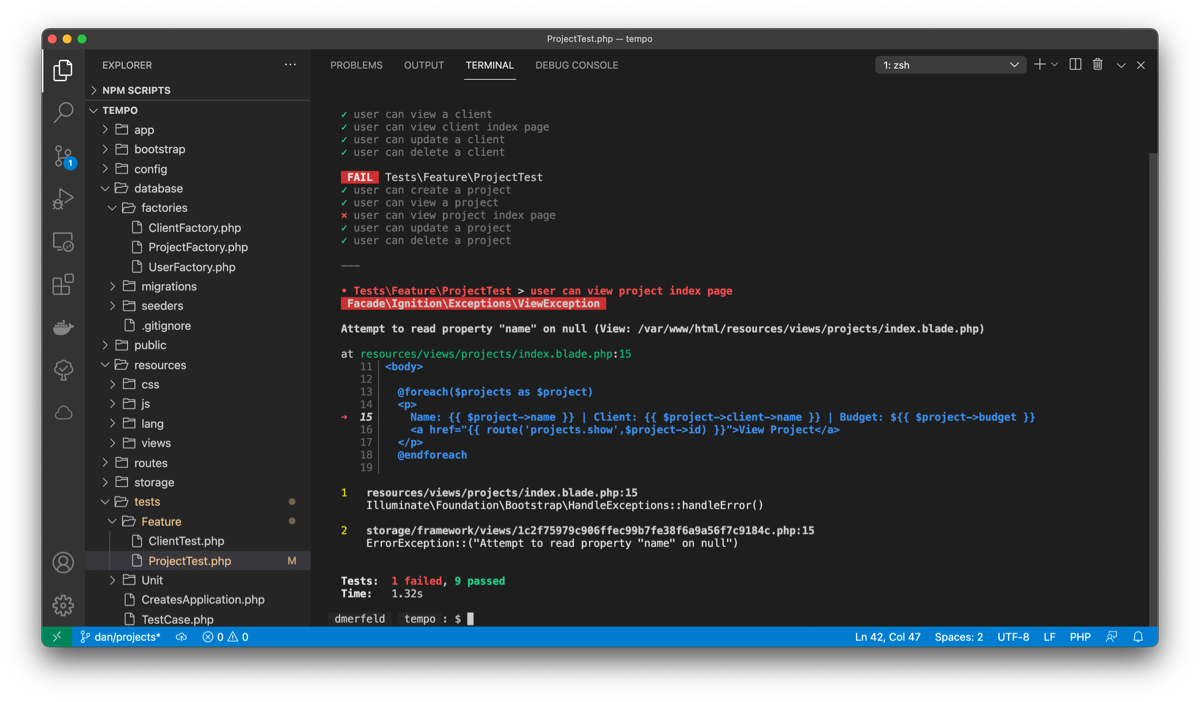 ProjectTest.php — tempo
EXPLORER
NPM SCRIPTS
TEMPO
app
bootstrap
config
database
factories
ClientFactory.php
ProjectFactory.php
UserFactory.php
migrations
seeders
.gitignore
public
resources
css
js
lang
views
routes
storage
tests
Feature
ClientTest.php
ProjectTest.php M
Unit
CreatesApplication.php
TestCase.php
1
PROBLEMS OUTPUT TERMINAL DEBUG CONSOLE 1: zsh
✓ user can view a client
✓ user can view client index page
✓ user can update a client
✓ user can delete a client
FAIL Tests\Feature\ProjectTest
✓ user can create a project
✓ user can view a project
✕ user can view project index page
✓ user can update a project
✓ user can delete a project
———
• Tests\Feature\ProjectTest > user can view project index page
Facade\Ignition\Exceptions\ViewException
Attempt to read property "name" on null (View: /var/www/html/resources/views/projects/index.blade.php)
at resources/views/projects/index.blade.php:15
11 <body>
12
13 @foreach($projects as $project)
14 <p>
➜ 15 Name: {{ $project->name }} | Client: {{ $project->client->name }} | Budget: ${{ $project->budget }}
16 <a href="{{ route('projects.show',$project->id) }}">View Project</a>
17 </p>
18 @endforeach
19
1 resources/views/projects/index.blade.php:15
Illuminate\Foundation\Bootstrap\HandleExceptions::handleError()
2 storage/framework/views/1c2f75979c906ffec99b7fe38f6a9a56f7c9184c.php:15
ErrorException::("Attempt to read property "name" on null")
Tests: 1 failed, 9 passed
Time: 1.32s
dmerfeld tempo : $
dan/projects* 0 0 Ln 42, Col 47 Spaces: 2 UTF-8 LF PHP